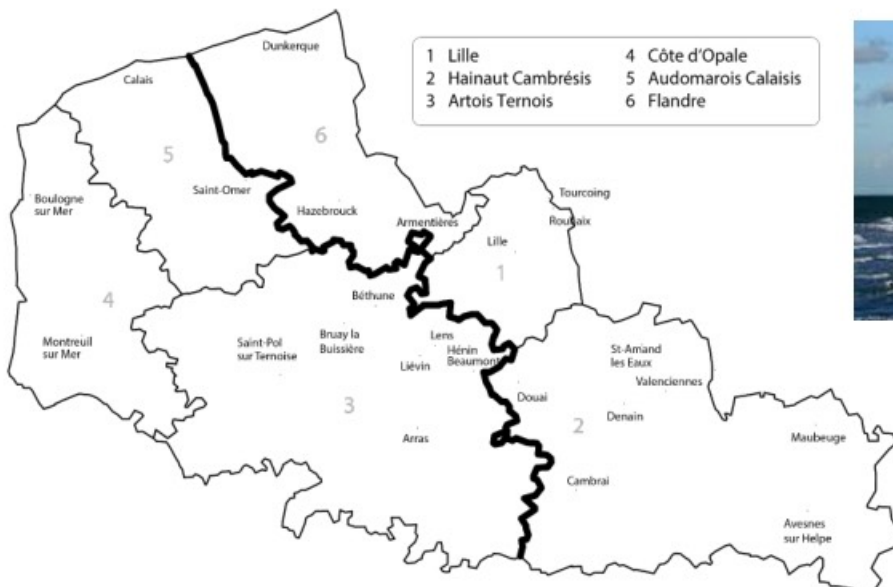 Dunkerque
1 Lille
2 Hainaut Cambrésis
3 Artois Ternois
4 Côte d'Opale
5 Audomarois Calaisis
6 Flandre
Calais
6
5
Saint-Omer
Boulogne
sur Mer
Hazebrouck
Armentières
Tourcoing
Roubaix
Lille
1
4
Béthune
Montreuil
sur Mer
Saint-Pol
sur Ternoise
Bruay la
Buissière
Lens
Hénin
Beaumont
Liévin
St-Amand
les Eaux
Valenciennes
Douai
Denain
3
2
Arras
Maubeuge
Cambrai
Avesnes
sur Helpe